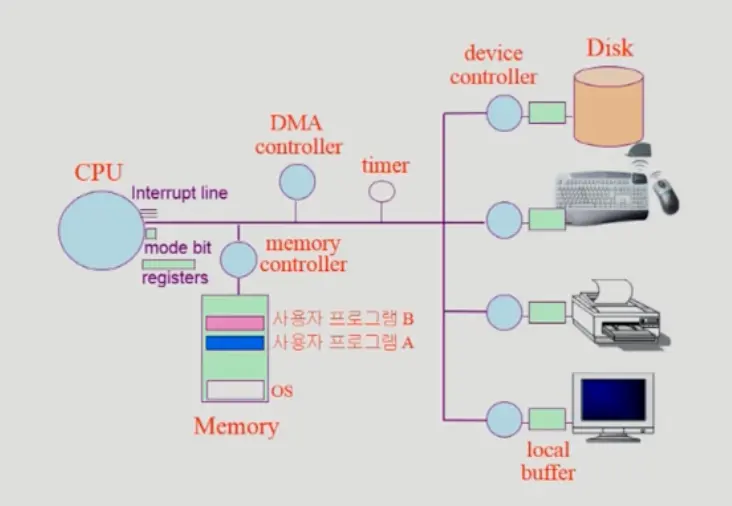 device
controller
Disk
DMA
controller
timer
CPU
Interrupt line
mode bit
registers
memory
controller
사용자 프로그램 B
사용자 프로그램 A
OS
Memory
local
buffer